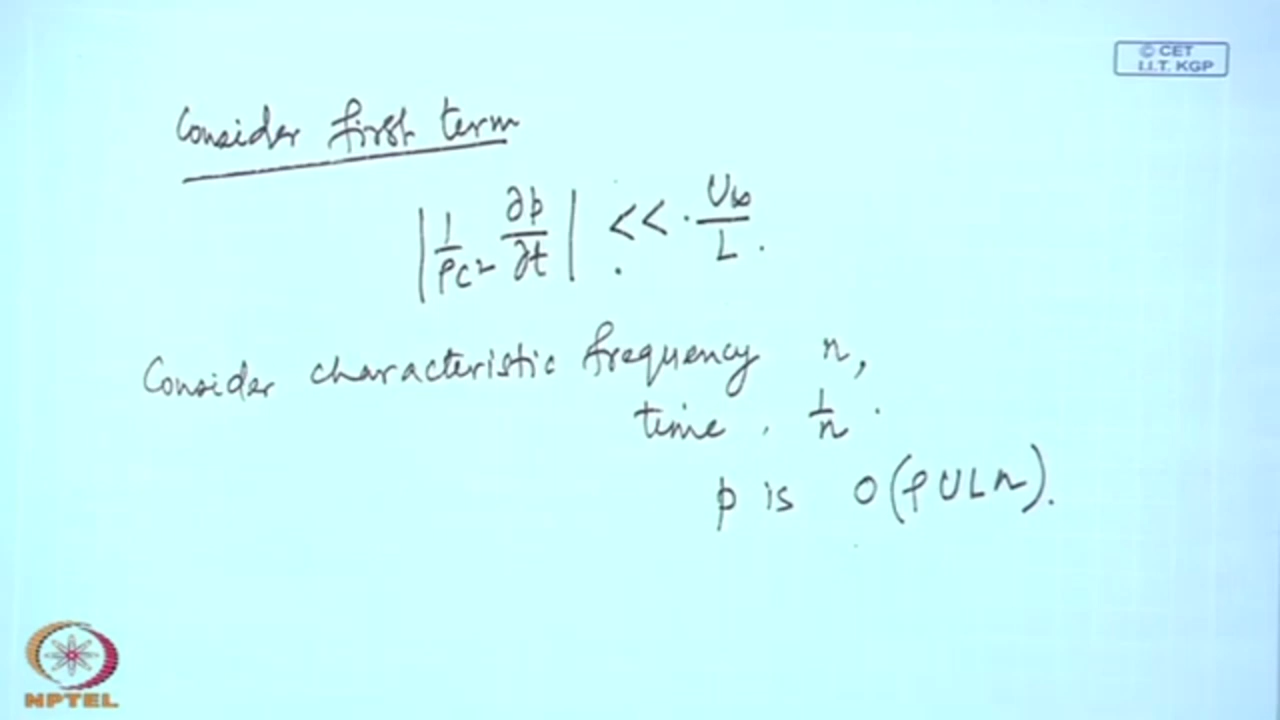 © CET
I.I.T. KGP
Consider first term
| 1/ρc² ∂p/∂t | << U∞/L .
Consider characteristic frequency n,
time , 1/n .
p is O(ρULn).
NPTEL